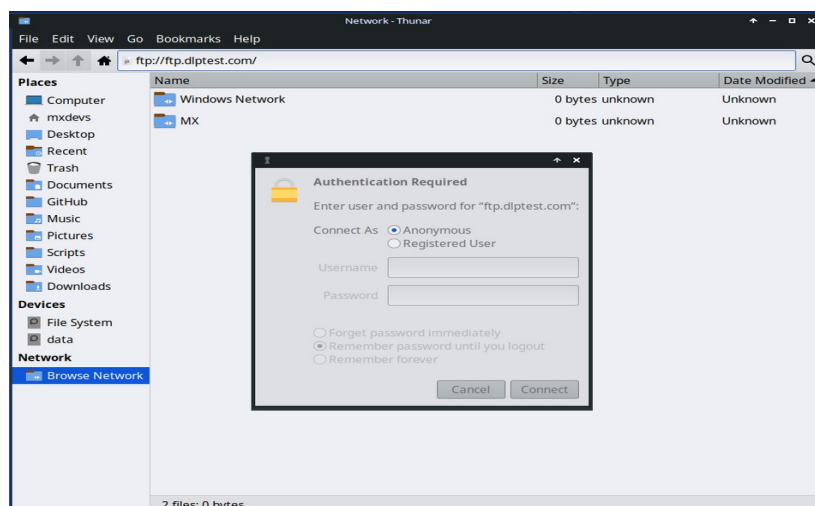 Network - Thunar
File Edit View Go Bookmarks Help
ftp://ftp.dlptest.com/
Places
Computer
mxdevs
Desktop
Recent
Trash
Documents
GitHub
Music
Pictures
Scripts
Videos
Downloads
Devices
File System
data
Network
Browse Network
Name Size Type Date Modified
Windows Network 0 bytes unknown Unknown
MX 0 bytes unknown Unknown
Authentication Required
Enter user and password for “ftp.dlptest.com”:
Connect As Anonymous
Registered User
Username
Password
Forget password immediately
Remember password until you logout
Remember forever
Cancel Connect
2 files: 0 bytes